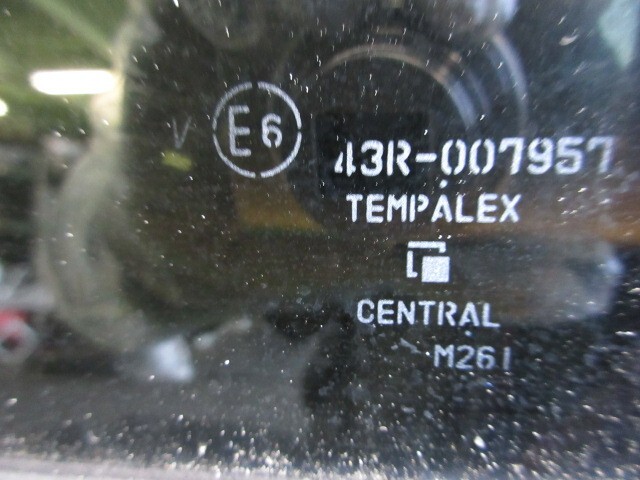 V E6
43R-007957
TEMPALEX
CENTRAL
M261